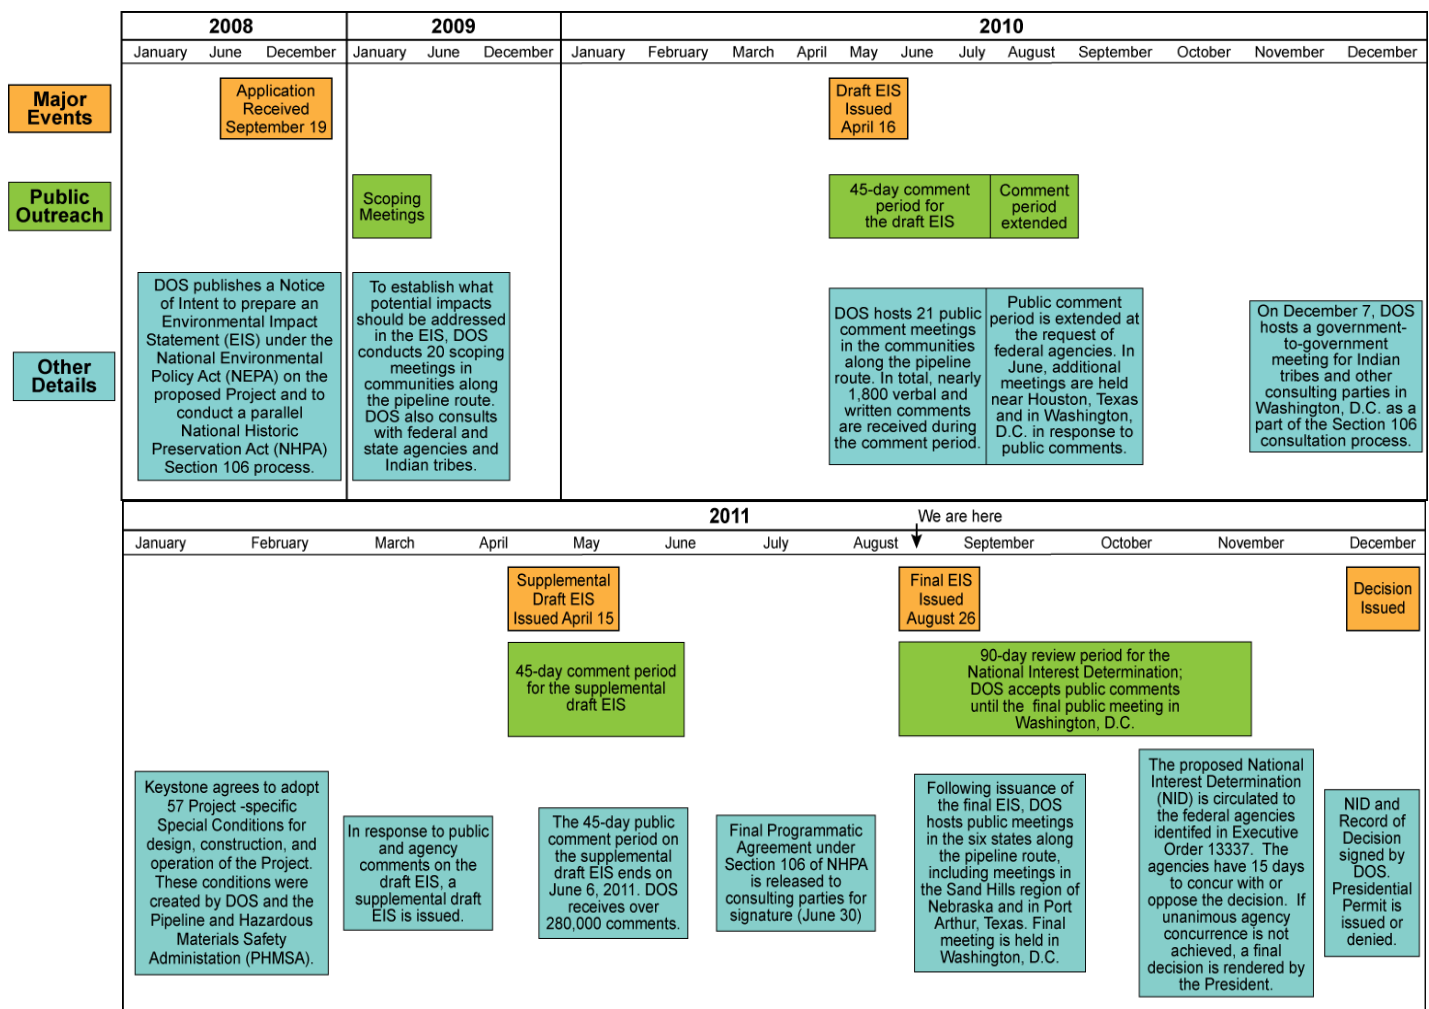 2008
2009
2010
January June December
January June December
January February March April May June July August September October November December
Major
Events
Application
Received
September 19
Draft EIS
Issued
April 16
Public
Outreach
Scoping
Meetings
45-day comment
period for
the draft EIS
Comment
period
extended
Other
Details
DOS publishes a Notice
of Intent to prepare an
Environmental Impact
Statement (EIS) under the
National Environmental
Policy Act (NEPA) on the
proposed Project and to
conduct a parallel
National Historic
Preservation Act (NHPA)
Section 106 process.
To establish what
potential impacts
should be addressed
in the EIS, DOS
conducts 20 scoping
meetings in
communities along
the pipeline route.
DOS also consults
with federal and
state agencies and
Indian tribes.
DOS hosts 21 public
comment meetings
in the communities
along the pipeline
route. In total, nearly
1,800 verbal and
written comments
are received during
the comment period.
Public comment
period is extended at
the request of
federal agencies. In
June, additional
meetings are held
near Houston, Texas
and in Washington,
D.C. in response to
public comments.
On December 7, DOS
hosts a government-
to-government
meeting for Indian
tribes and other
consulting parties in
Washington, D.C. as a
part of the Section 106
consultation process.
2011
We are here
January February March April May June July August September October November December
Supplemental
Draft EIS
Issued April 15
Final EIS
Issued
August 26
Decision
Issued
45-day comment period
for the supplemental
draft EIS
90-day review period for the
National Interest Determination;
DOS accepts public comments
until the final public meeting in
Washington, D.C.
Keystone agrees to adopt
57 Project -specific
Special Conditions for
design, construction, and
operation of the Project.
These conditions were
created by DOS and the
Pipeline and Hazardous
Materials Safety
Administation (PHMSA).
In response to public
and agency
comments on the
draft EIS, a
supplemental draft
EIS is issued.
The 45-day public
comment period on
the supplemental
draft EIS ends on
June 6, 2011. DOS
receives over
280,000 comments.
Final Programmatic
Agreement under
Section 106 of NHPA
is released to
consulting parties for
signature (June 30)
Following issuance of
the final EIS, DOS
hosts public meetings
in the six states along
the pipeline route,
including meetings in
the Sand Hills region of
Nebraska and in Port
Arthur, Texas. Final
meeting is held in
Washington, D.C.
The proposed National
Interest Determination
(NID) is circulated to
the federal agencies
identifed in Executive
Order 13337. The
agencies have 15 days
to concur with or
oppose the decision. If
unanimous agency
concurrence is not
achieved, a final
decision is rendered by
the President.
NID and
Record of
Decision
signed by
DOS.
Presidential
Permit is
issued or
denied.